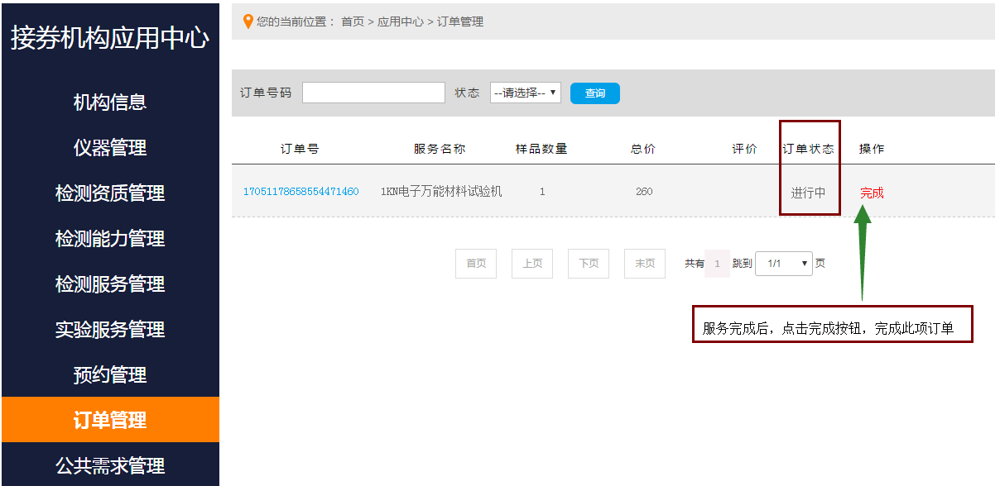 接券机构应用中心
机构信息
仪器管理
检测资质管理
检测能力管理
检测服务管理
实验服务管理
预约管理
订单管理
公共需求管理
您的当前位置： 首页 > 应用中心 > 订单管理
订单号码 状态 --请选择-- 查询
订单号 服务名称 样品数量 总价 评价 订单状态 操作
17051178658554471460 1KN电子万能材料试验机 1 260 进行中 完成
首页 上页 下页 末页 共有 1 跳到 1/1 页
服务完成后，点击完成按钮，完成此项订单